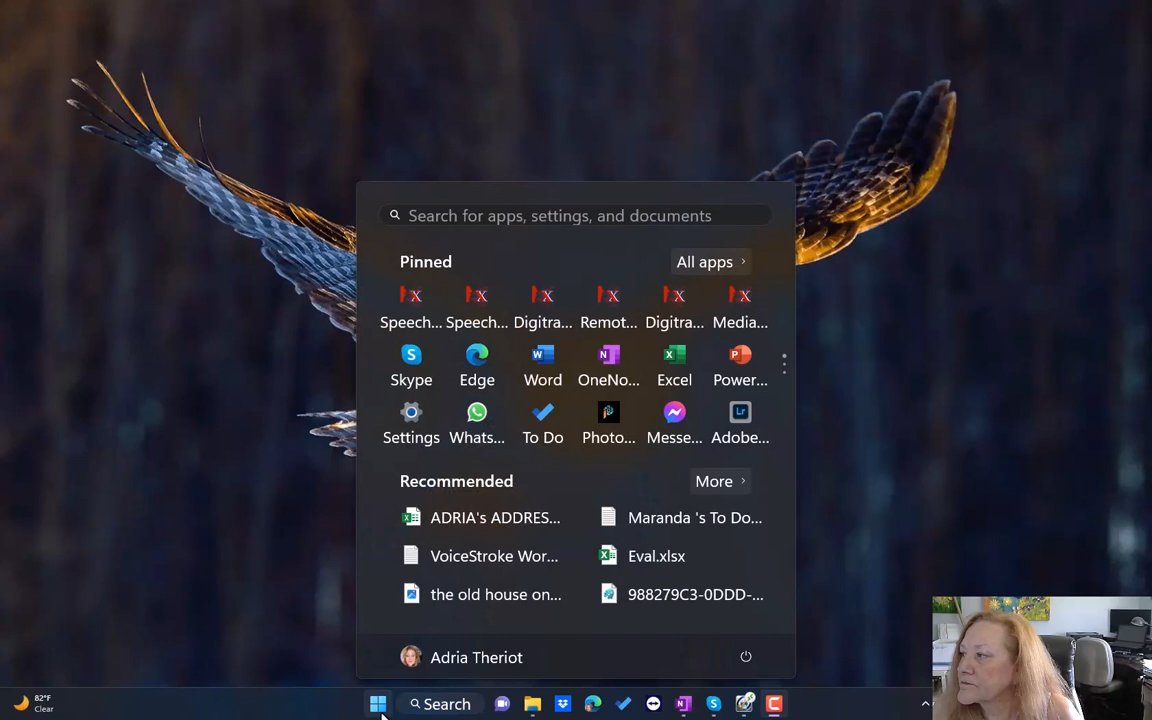 Search for apps, settings, and documents
Pinned
All apps
Speech... Speech... Digitra... Remot... Digitra... Media...
Skype Edge Word OneNo... Excel Power...
Settings Whats... To Do Photo... Messe... Adobe...
Recommended
More
ADRIA's ADDRES...
Maranda 's To Do...
VoiceStroke Wor...
Eval.xlsx
the old house on...
988279C3-0DDD-...
Adria Theriot
82°F
Clear
Search